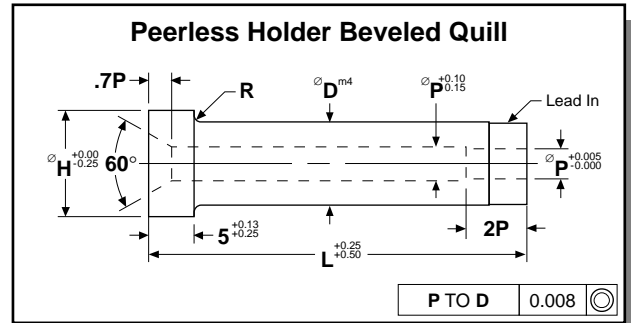 Peerless Holder Beveled Quill
.7P
R
⌀D m4
⌀P +0.10 0.15
Lead In
⌀H +0.00 -0.25
60°
⌀P +0.005 -0.000
5 +0.13 +0.25
2P
L +0.25 +0.50
P TO D 0.008 ◎